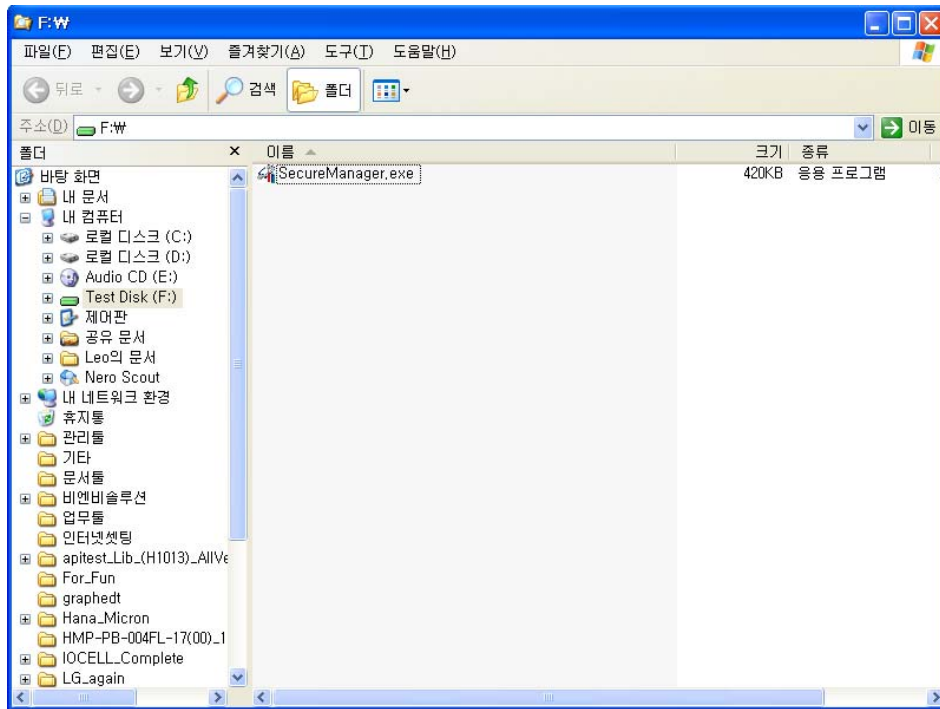 F:₩
파일(F) 편집(E) 보기(V) 즐겨찾기(A) 도구(T) 도움말(H)
뒤로 검색 폴더
주소(D) F:₩ 이동
폴더 × 이름 크기 종류
바탕 화면
SecureManager.exe 420KB 응용 프로그램
내 문서
내 컴퓨터
로컬 디스크 (C:)
로컬 디스크 (D:)
Audio CD (E:)
Test Disk (F:)
제어판
공유 문서
Leo의 문서
Nero Scout
내 네트워크 환경
휴지통
관리툴
기타
문서툴
비엔비솔루션
업무툴
인터넷셋팅
apitest_Lib_(H1013)_AllVe
For_Fun
graphedt
Hana_Micron
HMP-PB-004FL-17(00)_1
IOCELL_Complete
LG_again